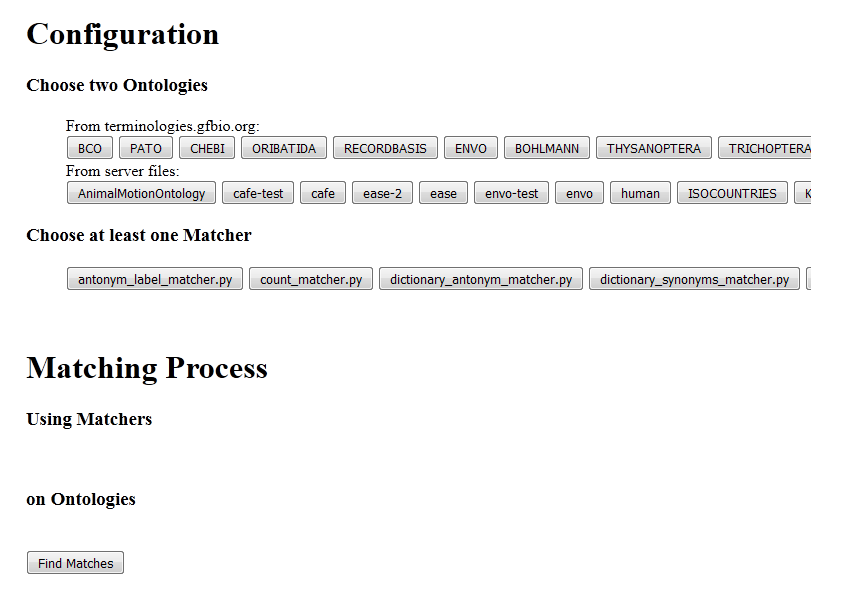 Configuration
Choose two Ontologies
From terminologies.gfbio.org:
BCO PATO CHEBI ORIBATIDA RECORDBASIS ENVO BOHLMANN THYSANOPTERA TRICHOPTERA
From server files:
AnimalMotionOntology cafe-test cafe ease-2 ease envo-test envo human ISOCOUNTRIES K
Choose at least one Matcher
antonym_label_matcher.py count_matcher.py dictionary_antonym_matcher.py dictionary_synonyms_matcher.py
Matching Process
Using Matchers
on Ontologies
Find Matches